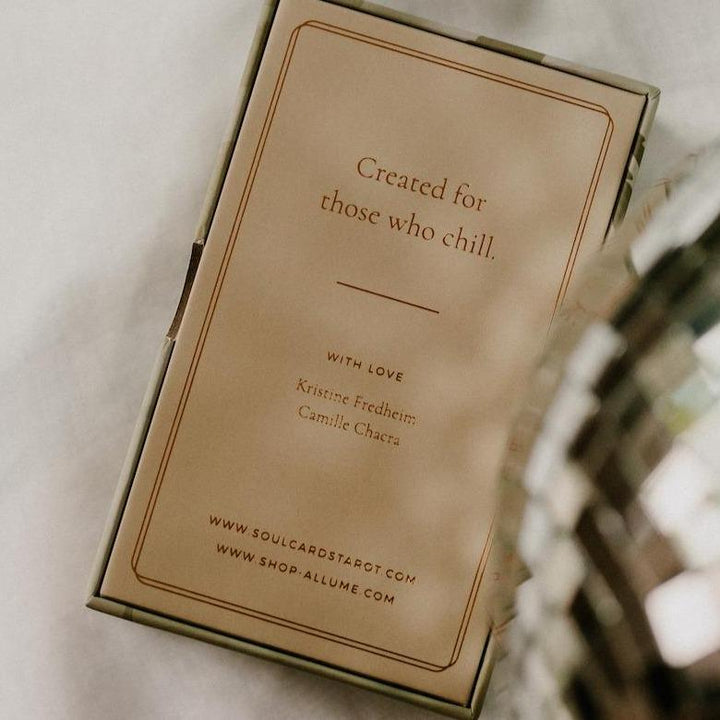 Created for
those who chill.
WITH LOVE
Kristine Fredheim
Camille Chacra
WWW.SOULCARDSTAROT.COM
WWW.SHOP-ALLUME.COM